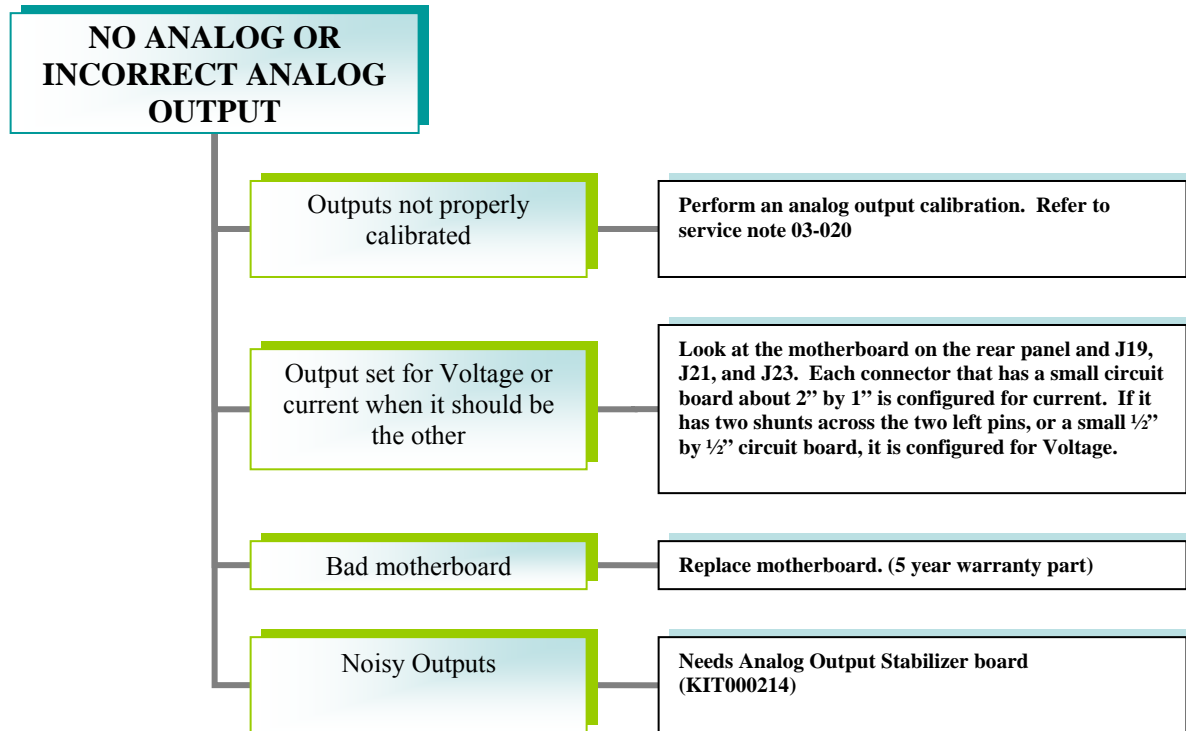 NO ANALOG OR
INCORRECT ANALOG
OUTPUT
Outputs not properly
calibrated
Perform an analog output calibration.  Refer to
service note 03-020
Output set for Voltage or
current when it should be
the other
Look at the motherboard on the rear panel and J19,
J21, and J23.  Each connector that has a small circuit
board about 2” by 1” is configured for current.  If it
has two shunts across the two left pins, or a small ½”
by ½” circuit board, it is configured for Voltage.
Bad motherboard
Replace motherboard. (5 year warranty part)
Noisy Outputs
Needs Analog Output Stabilizer board
(KIT000214)